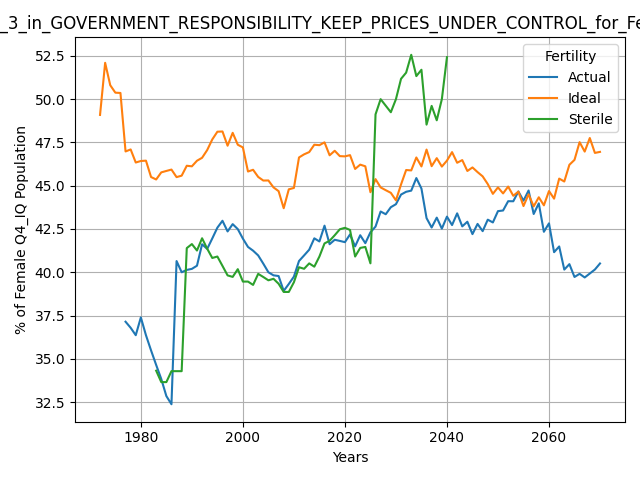 _3_in_GOVERNMENT_RESPONSIBILITY_KEEP_PRICES_UNDER_CONTROL_for_Fe
Fertility
Actual
Ideal
Sterile
52.5
50.0
47.5
45.0
42.5
40.0
37.5
35.0
32.5
% of Female Q4_IQ Population
1980
2000
2020
2040
2060
Years